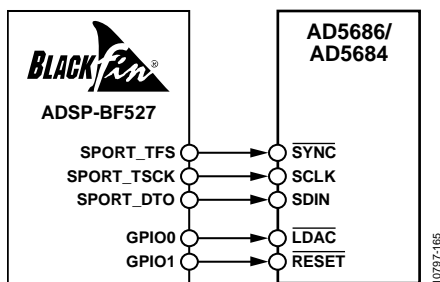 BLACKfin®
ADSP-BF527
AD5686/
AD5684
SPORT_TFS
SYNC
SPORT_TSCK
SCLK
SPORT_DTO
SDIN
GPIO0
LDAC
GPIO1
RESET
10797-165